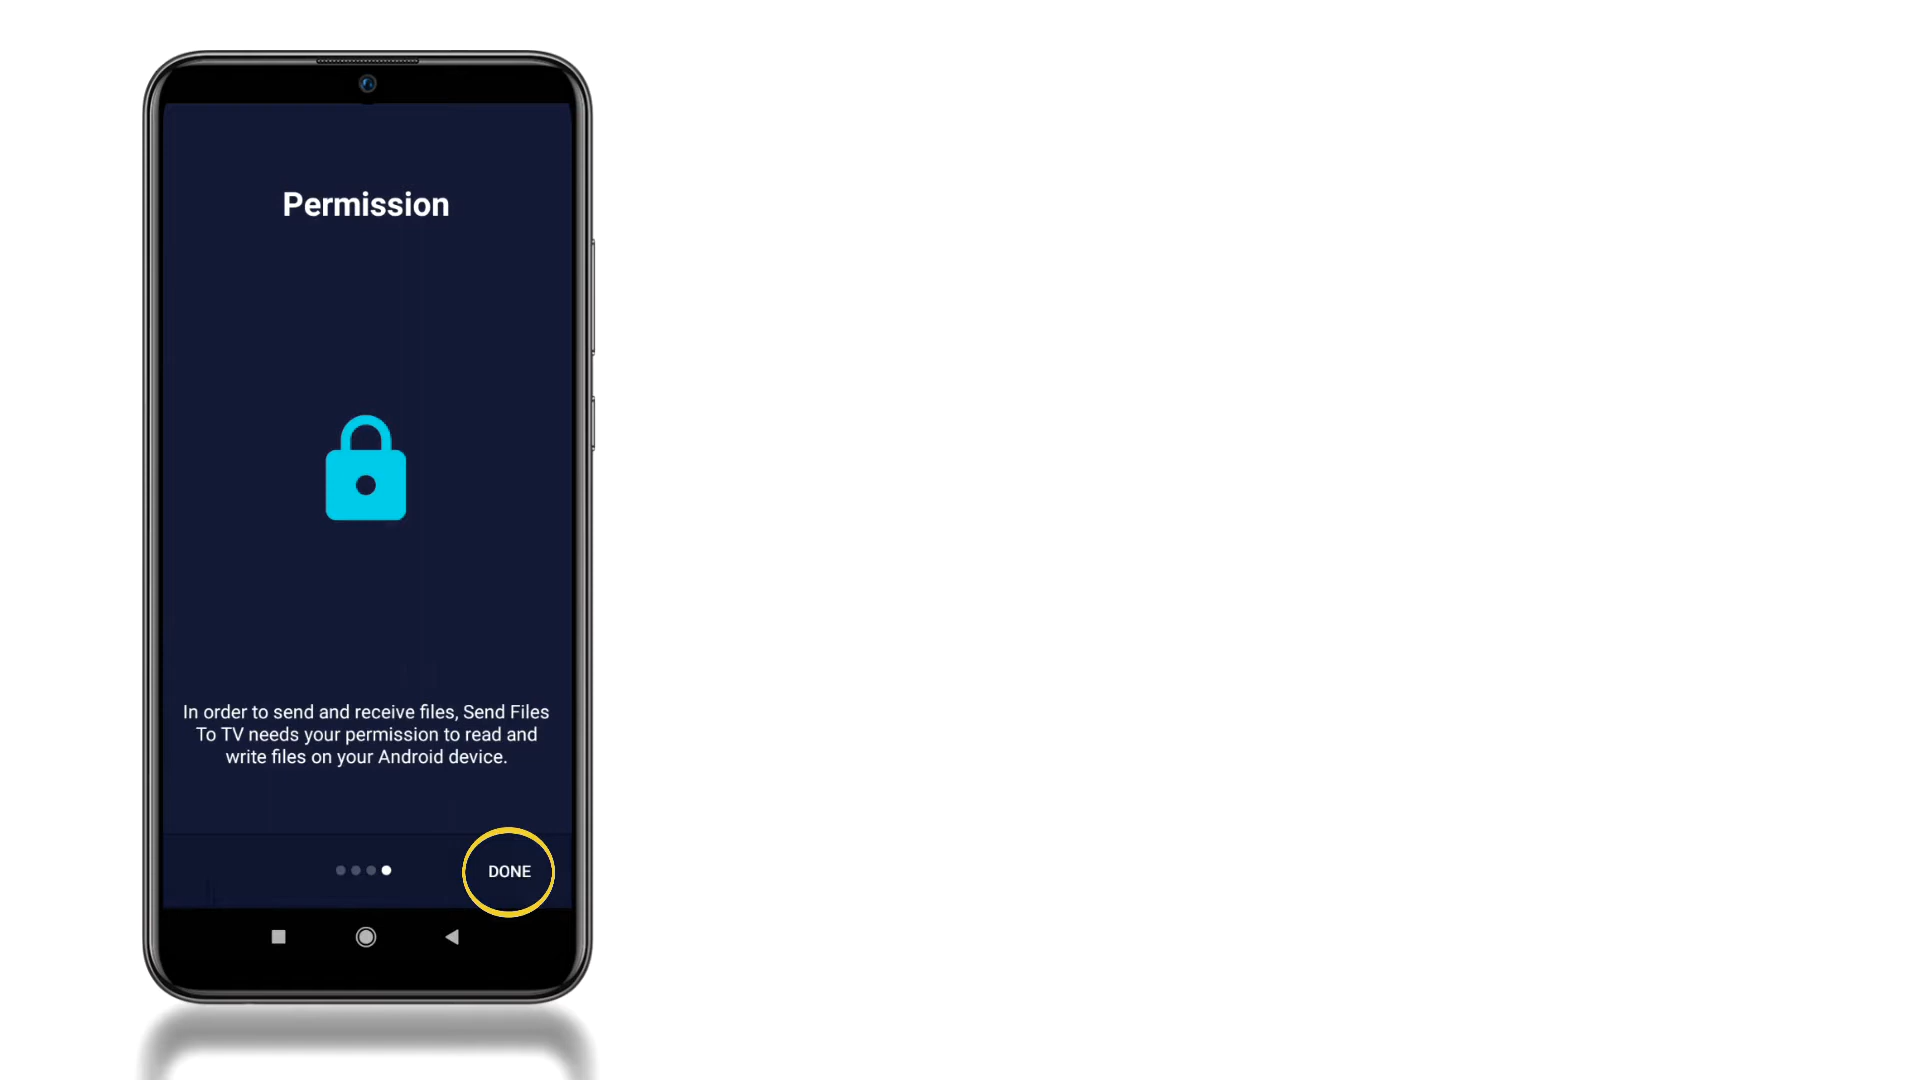 Permission
In order to send and receive files, Send Files
To TV needs your permission to read and
write files on your Android device.
DONE